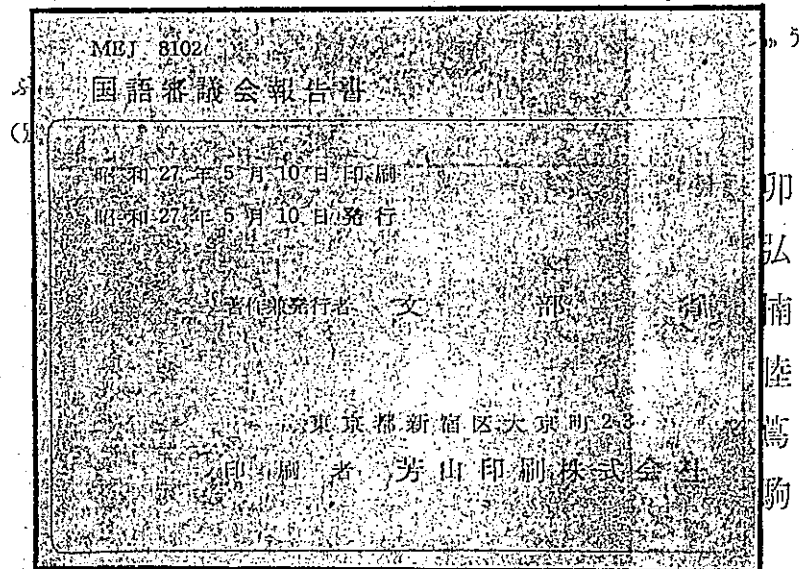 MEJ 8102
国語審議会報告書
昭和27年5月10日印刷
昭和27年5月10日発行
著作兼発行者 文部省
東京都新宿区大京町23
印刷者 芳山印刷株式会社
卯
弘
楠
陸
蔦
駒